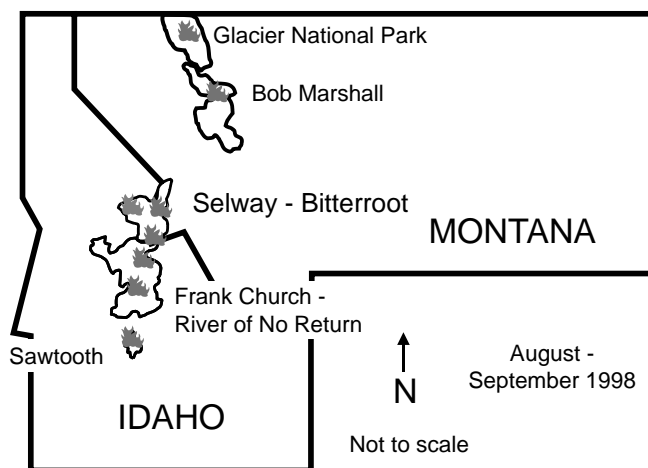 Glacier National Park
Bob Marshall
Selway - Bitterroot
MONTANA
Frank Church -
River of No Return
Sawtooth
August -
September 1998
N
IDAHO
Not to scale